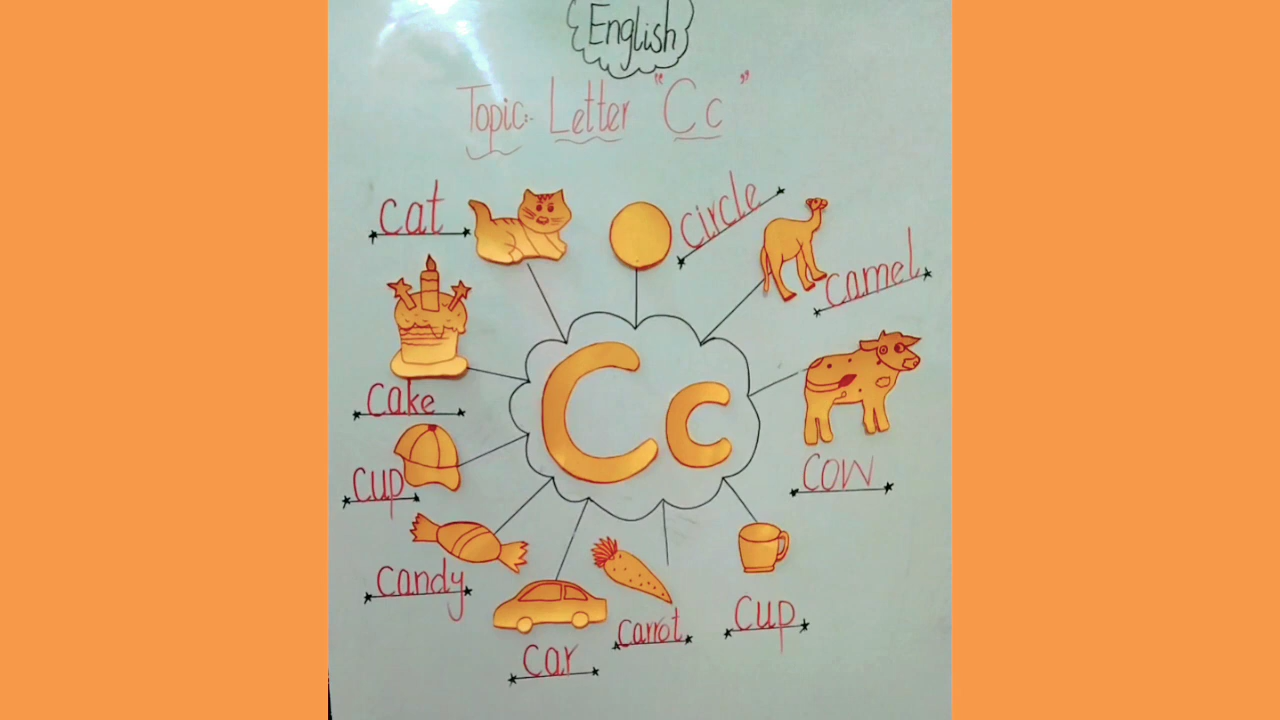 English
Topic:- Letter "Cc"
cat
circle
camel
cake
Cc
cow
cup
candy
car
carrot
cup